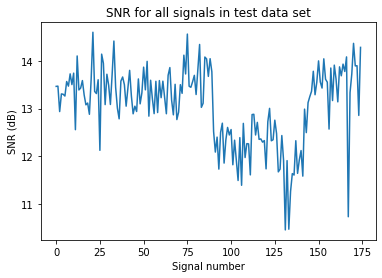 SNR for all signals in test data set
14
13
12
11
SNR (dB)
0 25 50 75 100 125 150 175
Signal number